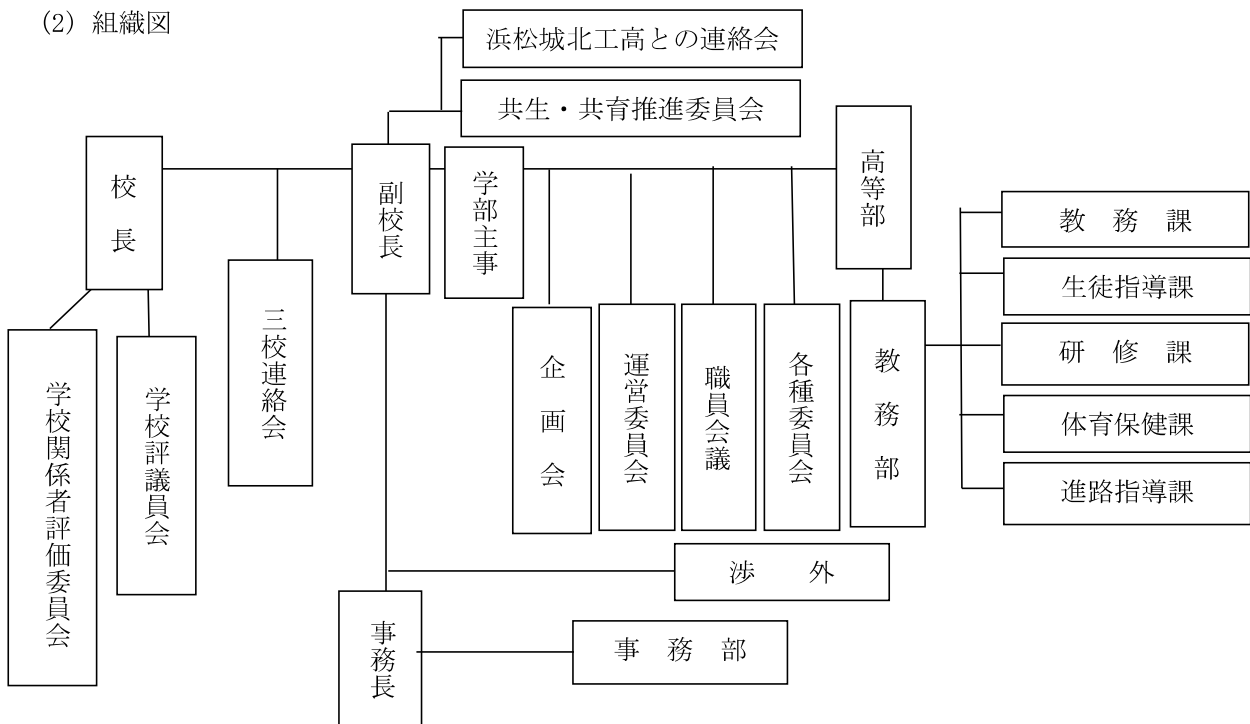 (2) 組織図
浜松城北工高との連絡会
共生・共育推進委員会
校長
副校長
学部主事
高等部
三校連絡会
学校関係者評価委員会
学校評議員会
企画会
運営委員会
職員会議
各種委員会
教務部
教務課
生徒指導課
研修課
体育保健課
進路指導課
渉外
事務長
事務部